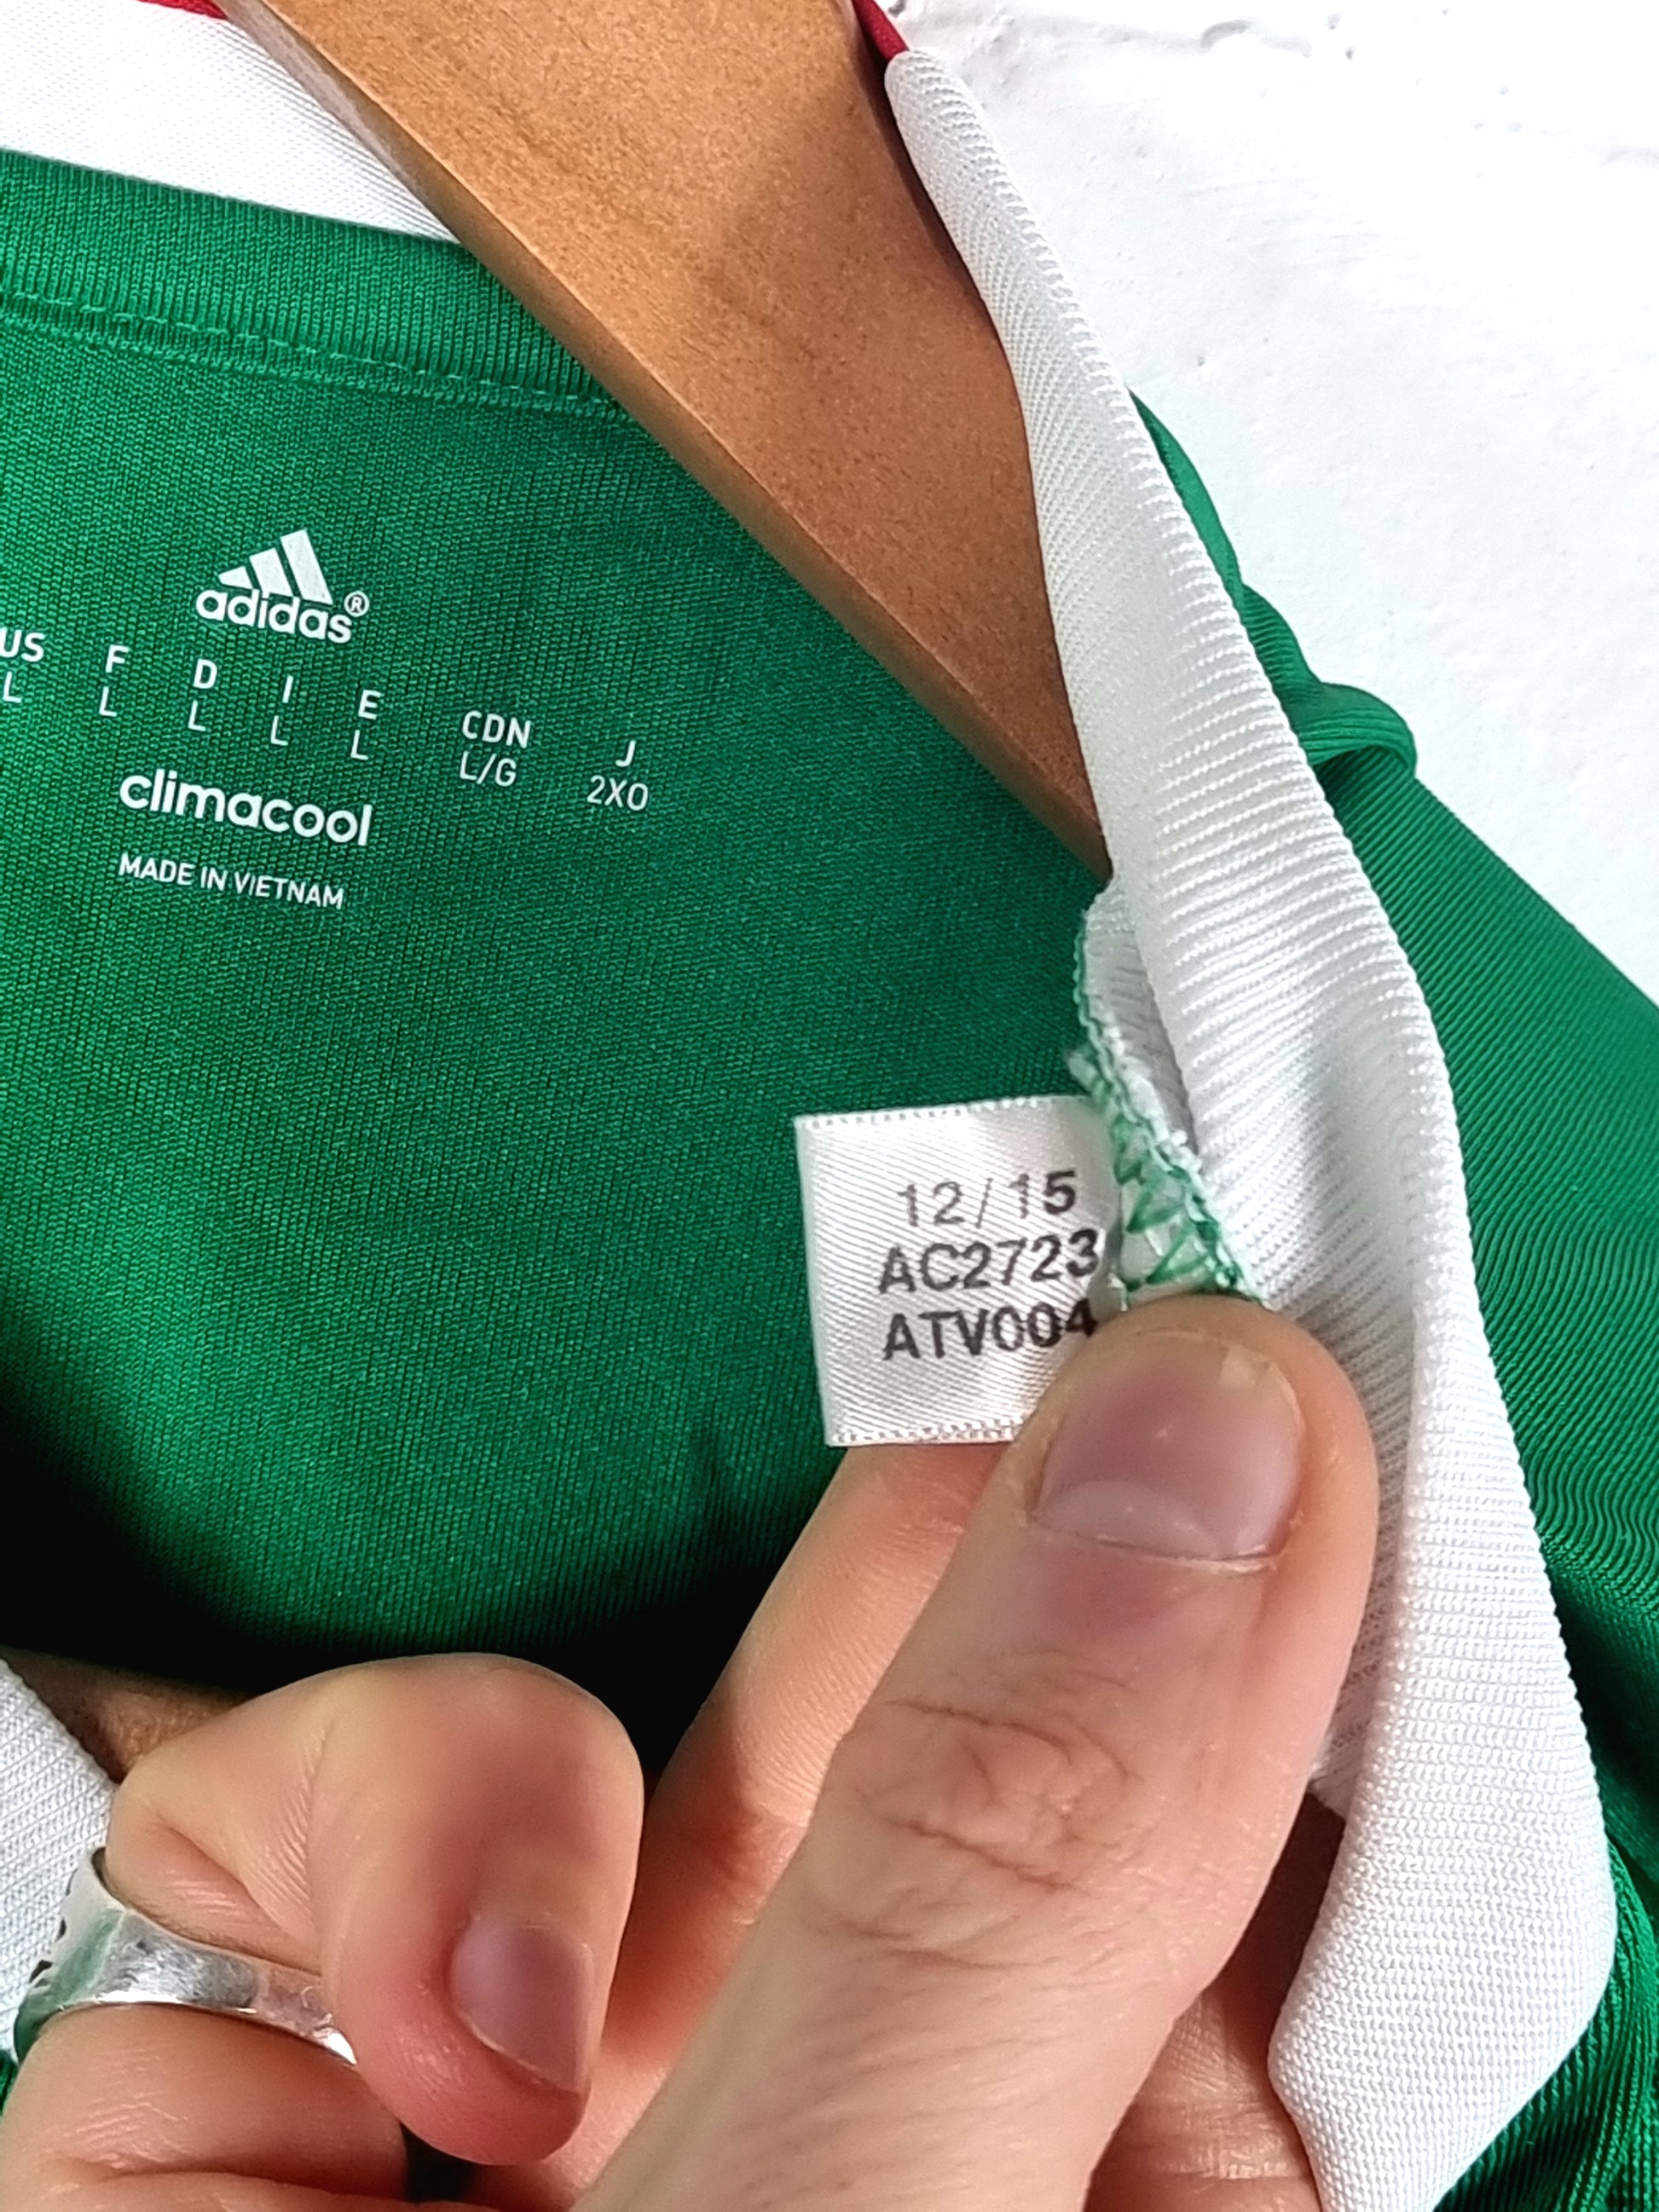 adidas®
US F D I E CDN J
L L L L L L/G 2XO
climacool
MADE IN VIETNAM
12/15
AC2723
ATV004